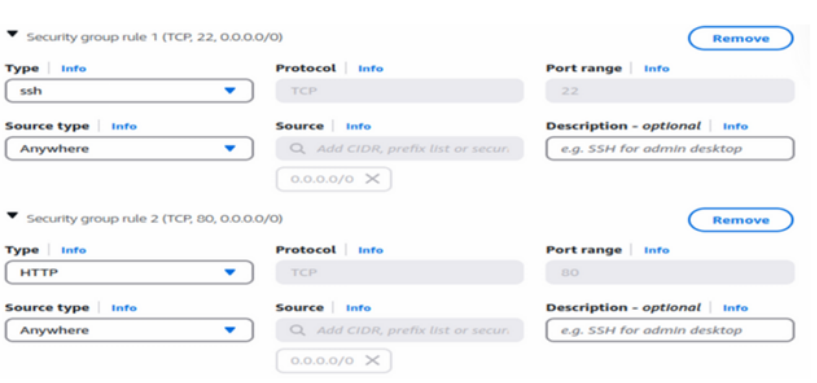 Security group rule 1 (TCP, 22, 0.0.0.0/0) Remove
Type Info Protocol Info Port range Info
ssh TCP 22
Source type Info Source Info Description - optional Info
Anywhere Add CIDR, prefix list or secur. e.g. SSH for admin desktop
0.0.0.0/0
Security group rule 2 (TCP, 80, 0.0.0.0/0) Remove
Type Info Protocol Info Port range Info
HTTP TCP 80
Source type Info Source Info Description - optional Info
Anywhere Add CIDR, prefix list or secur. e.g. SSH for admin desktop
0.0.0.0/0